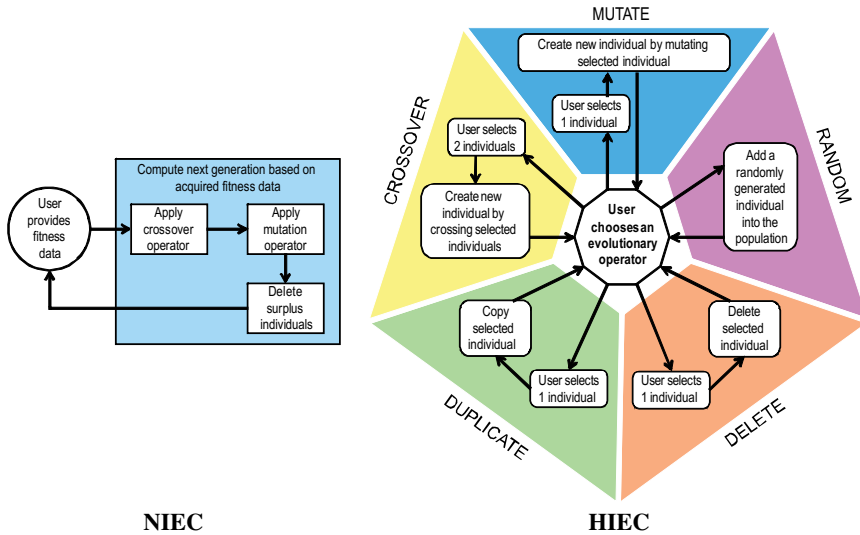 Compute next generation based on
acquired fitness data
User
provides
fitness
data
Apply
crossover
operator
Apply
mutation
operator
Delete
surplus
individuals
NIEC
MUTATE
Create new individual by mutating
selected individual
User selects
1 individual
CROSSOVER
User selects
2 individuals
Create new
individual by
crossing selected
individuals
RANDOM
Add a
randomly
generated
individual
into the
population
User
chooses an
evolutionary
operator
Copy
selected
individual
User selects
1 individual
DUPLICATE
Delete
selected
individual
User selects
1 individual
DELETE
HIEC